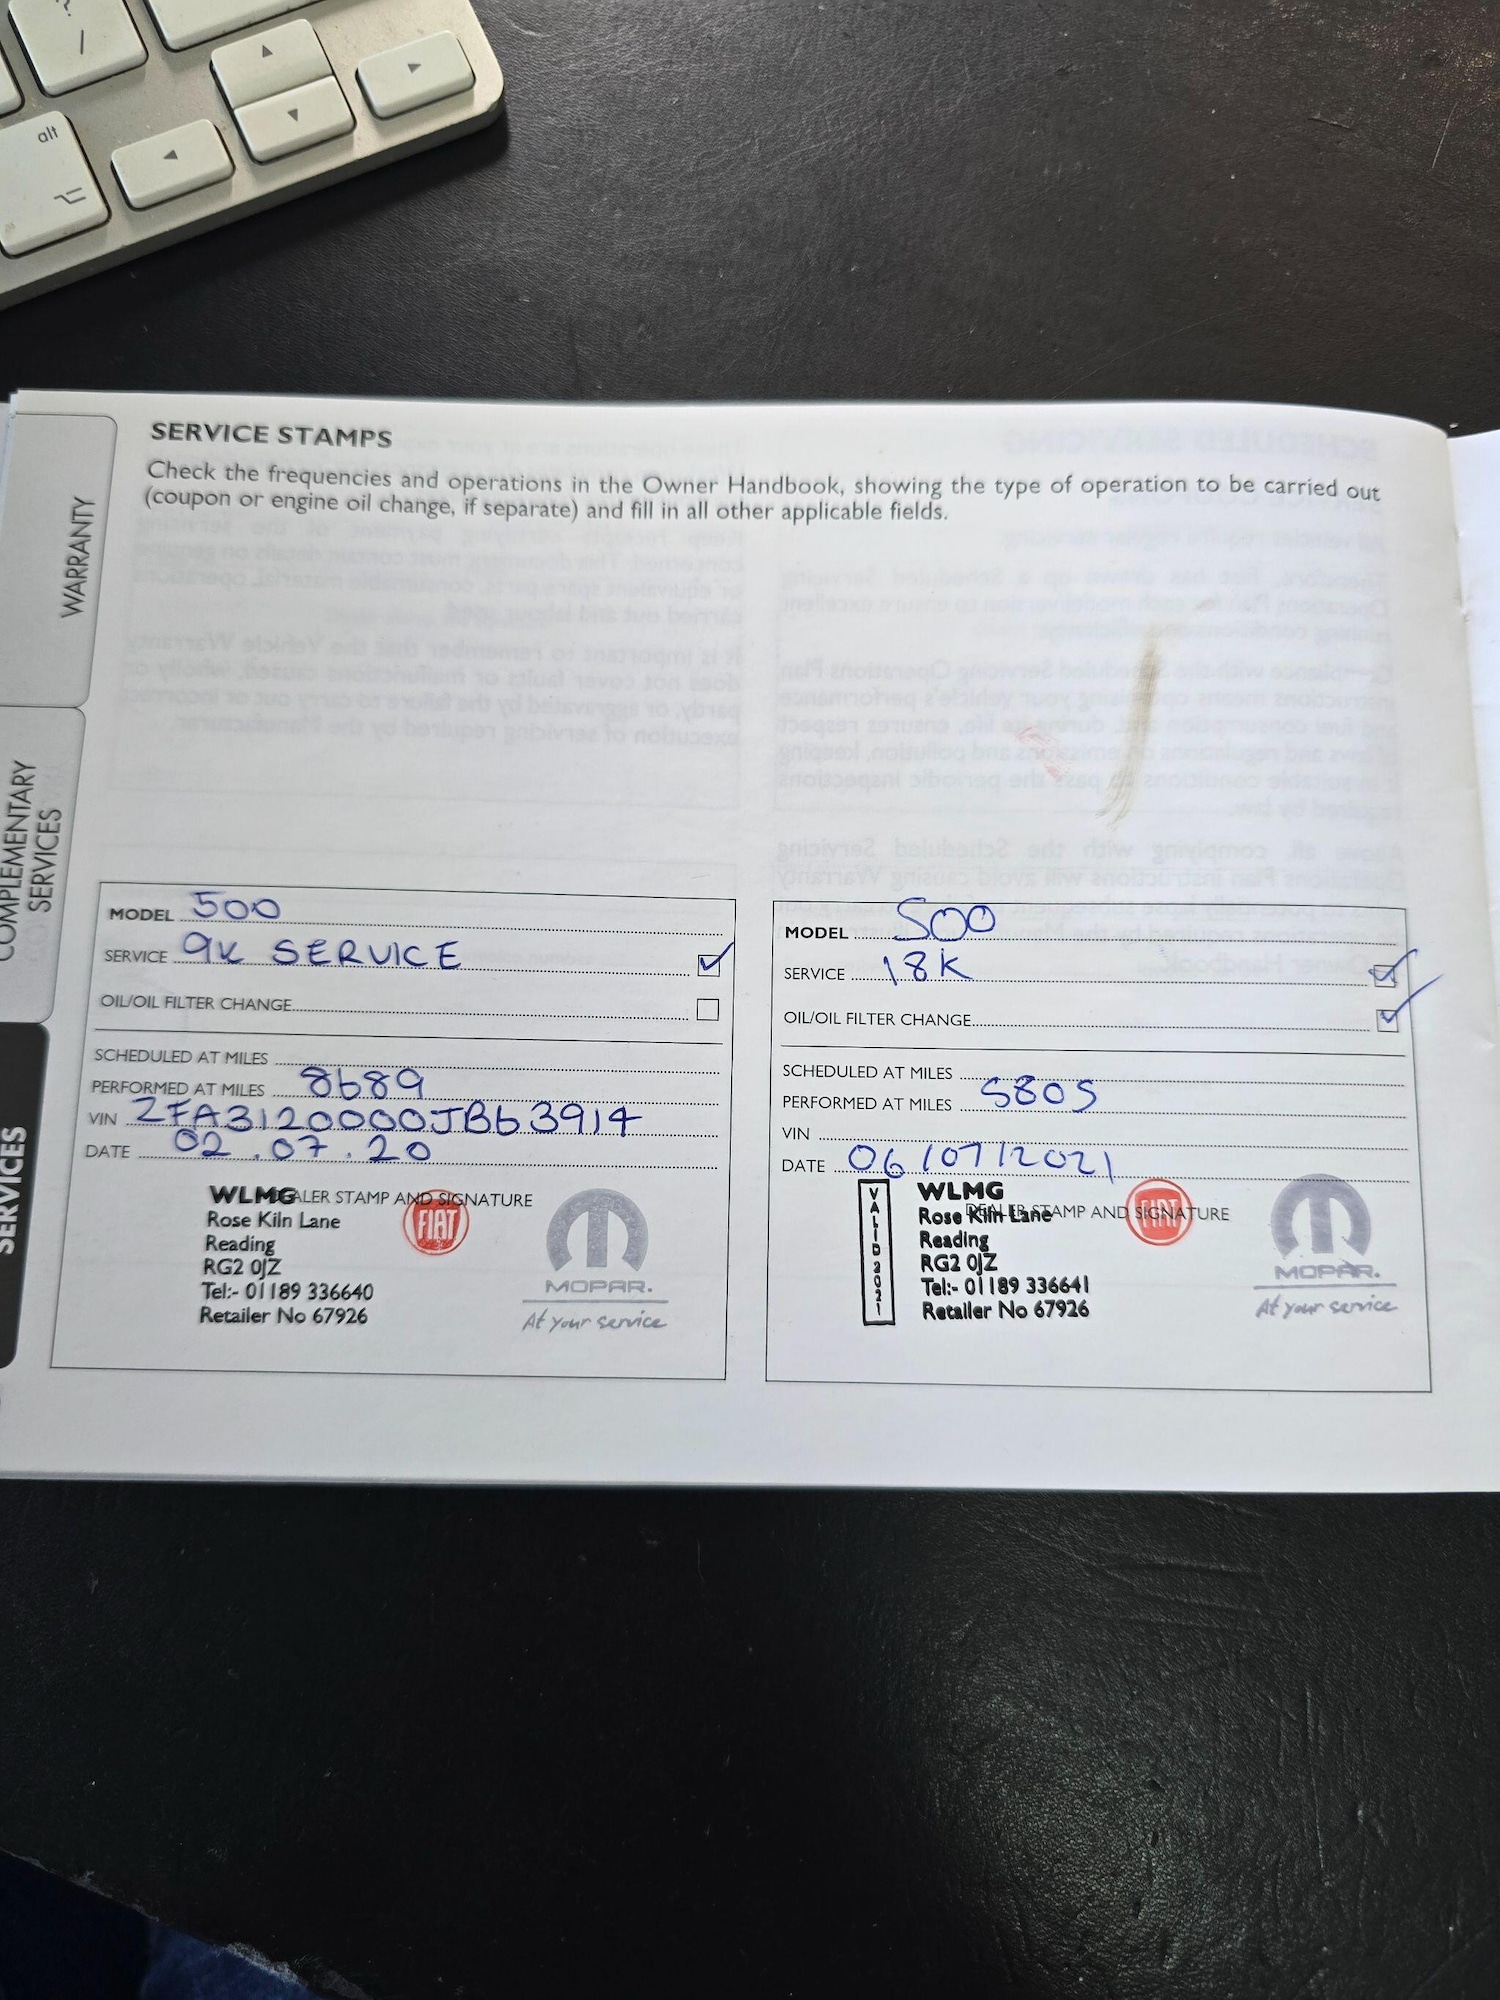 ?
/
alt
WARRANTY
COMPLEMENTARY
SERVICES
SERVICES
SERVICE STAMPS
Check the frequencies and operations in the Owner Handbook, showing the type of operation to be carried out
(coupon or engine oil change, if separate) and fill in all other applicable fields.
MODEL 500
SERVICE 9K SERVICE
OIL/OIL FILTER CHANGE
SCHEDULED AT MILES
PERFORMED AT MILES 8689
VIN ZFA3120000JB63914
DATE 02.07.20
DEALER STAMP AND SIGNATURE
WLMG
Rose Kiln Lane
Reading
RG2 0JZ
Tel:- 01189 336640
Retailer No 67926
FIAT
MOPAR.
At your service
MODEL 500
SERVICE 18K
OIL/OIL FILTER CHANGE
SCHEDULED AT MILES
PERFORMED AT MILES 5805
VIN
DATE 06/07/2021
DEALER STAMP AND SIGNATURE
VALID 2021
WLMG
Rose Kiln Lane
Reading
RG2 0JZ
Tel:- 01189 336641
Retailer No 67926
FIAT
MOPAR.
At your service